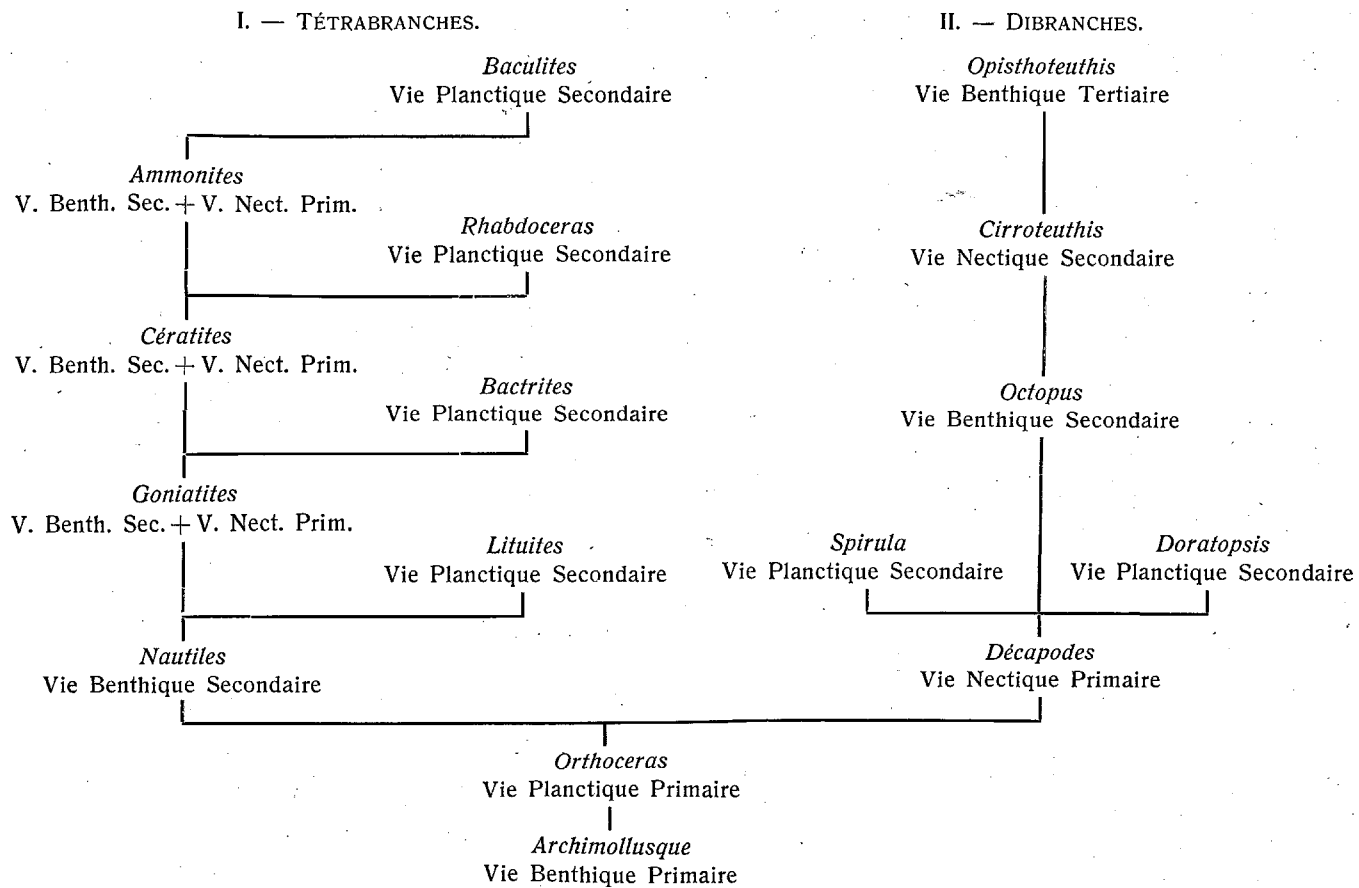 I. — TÉTRABRANCHES.
II. — DIBRANCHES.
Baculites
Vie Planctique Secondaire
Opisthoteuthis
Vie Benthique Tertiaire
Ammonites
V. Benth. Sec. + V. Nect. Prim.
Rhabdoceras
Vie Planctique Secondaire
Cirroteuthis
Vie Nectique Secondaire
Cératites
V. Benth. Sec. + V. Nect. Prim.
Bactrites
Vie Planctique Secondaire
Octopus
Vie Benthique Secondaire
Goniatites
V. Benth. Sec. + V. Nect. Prim.
Lituites
Vie Planctique Secondaire
Spirula
Vie Planctique Secondaire
Doratopsis
Vie Planctique Secondaire
Nautiles
Vie Benthique Secondaire
Décapodes
Vie Nectique Primaire
Orthoceras
Vie Planctique Primaire
Archimollusque
Vie Benthique Primaire